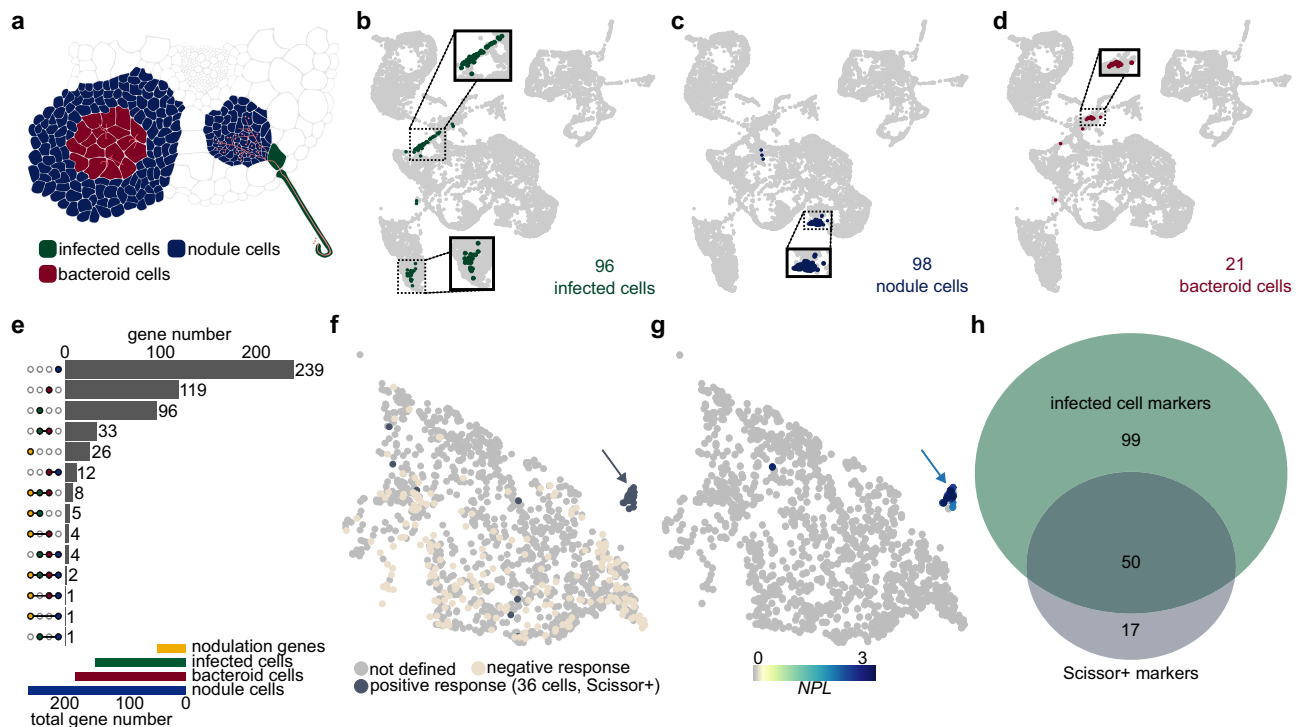 a
infected cells
nodule cells
bacteroid cells
b
96
infected cells
c
98
nodule cells
d
21
bacteroid cells
e
gene number
0 100 200
239
119
96
33
26
12
8
5
4
4
2
1
1
1
nodulation genes
infected cells
bacteroid cells
nodule cells
200 100 0
total gene number
f
not defined
negative response
positive response (36 cells, Scissor+)
g
0 3
NPL
h
infected cell markers
99
50
17
Scissor+ markers